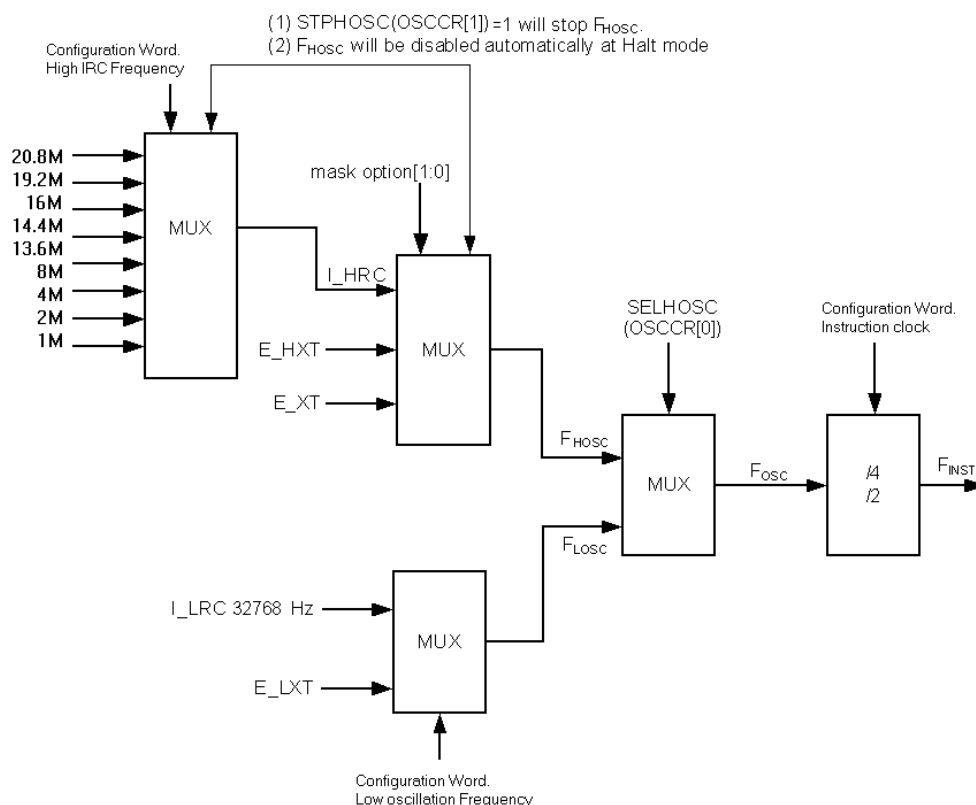 (1) STPHOSC(OSCCR[1])=1 will stop FHOSC.
(2) FHOSC will be disabled automatically at Halt mode
Configuration Word.
High IRC Frequency
20.8M
19.2M
16M
14.4M
13.6M
8M
4M
2M
1M
MUX
mask option[1:0]
I_HRC
E_HXT
E_XT
MUX
SELHOSC
(OSCCR[0])
Configuration Word.
Instruction clock
FHOSC
FLOSC
MUX
FOSC
/4
/2
FINST
I_LRC 32768 Hz
E_LXT
MUX
Configuration Word.
Low oscillation Frequency